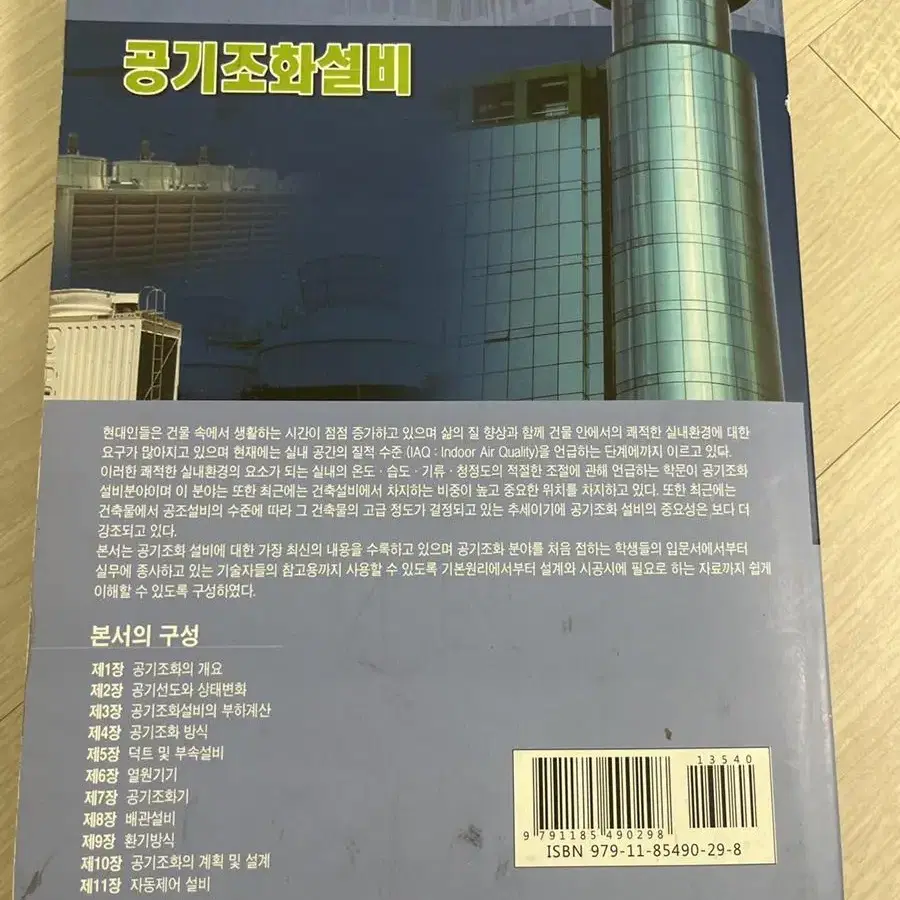 공기조화설비
현대인들은 건물 속에서 생활하는 시간이 점점 증가하고 있으며 삶의 질 향상과 함께 건물 안에서의 쾌적한 실내환경에 대한
요구가 많아지고 있으며 현재에는 실내 공간의 질적 수준 (IAQ : Indoor Air Quality)을 언급하는 단계에까지 이르고 있다.
이러한 쾌적한 실내환경의 요소가 되는 실내의 온도 · 습도 · 기류 · 청정도의 적절한 조절에 관해 언급하는 학문이 공기조화
설비분야이며 이 분야는 또한 최근에는 건축설비에서 차지하는 비중이 높고 중요한 위치를 차지하고 있다. 또한 최근에는
건축물에서 공조설비의 수준에 따라 그 건축물의 고급 정도가 결정되고 있는 추세이기에 공기조화 설비의 중요성은 보다 더
강조되고 있다.
본서는 공기조화 설비에 대한 가장 최신의 내용을 수록하고 있으며 공기조화 분야를 처음 접하는 학생들의 입문서에서부터
실무에 종사하고 있는 기술자들의 참고용까지 사용할 수 있도록 기본원리에서부터 설계와 시공시에 필요로 하는 자료까지 쉽게
이해할 수 있도록 구성하였다.
본서의 구성
제1장 공기조화의 개요
제2장 공기선도와 상태변화
제3장 공기조화설비의 부하계산
제4장 공기조화 방식
제5장 덕트 및 부속설비
제6장 열원기기
제7장 공기조화기
제8장 배관설비
제9장 환기방식
제10장 공기조화의 계획 및 설계
제11장 자동제어 설비
13540
9 791185 490298
ISBN 979-11-85490-29-8